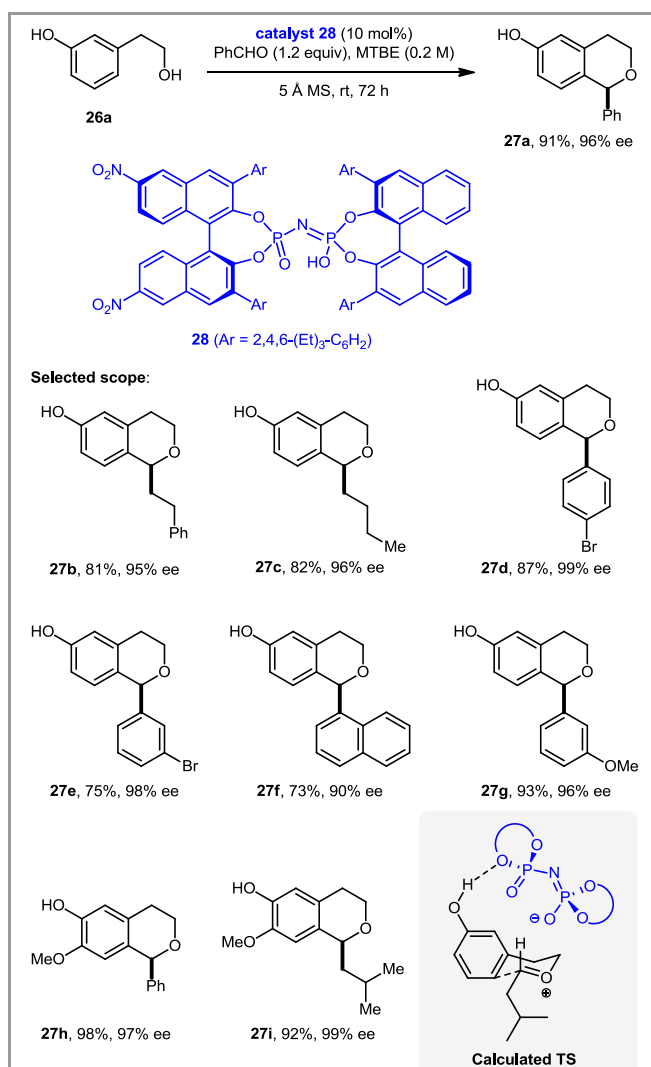 HO
OH
26a
catalyst 28 (10 mol%)
PhCHO (1.2 equiv), MTBE (0.2 M)
5 Å MS, rt, 72 h
HO
O
Ph
27a, 91%, 96% ee
O₂N
Ar
O
O
P
O
N
P
HO
O
O
Ar
O₂N
Ar
Ar
28 (Ar = 2,4,6-(Et)₃-C₆H₂)
Selected scope:
HO
O
Ph
27b, 81%, 95% ee
HO
O
Me
27c, 82%, 96% ee
HO
O
Br
27d, 87%, 99% ee
HO
O
Br
27e, 75%, 98% ee
HO
O
27f, 73%, 90% ee
HO
O
OMe
27g, 93%, 96% ee
HO
MeO
O
Ph
27h, 98%, 97% ee
HO
MeO
O
Me
Me
27i, 92%, 99% ee
O
O
H
P
N
O
P
O
O
O
⊖
O
H
O
⊕
Calculated TS